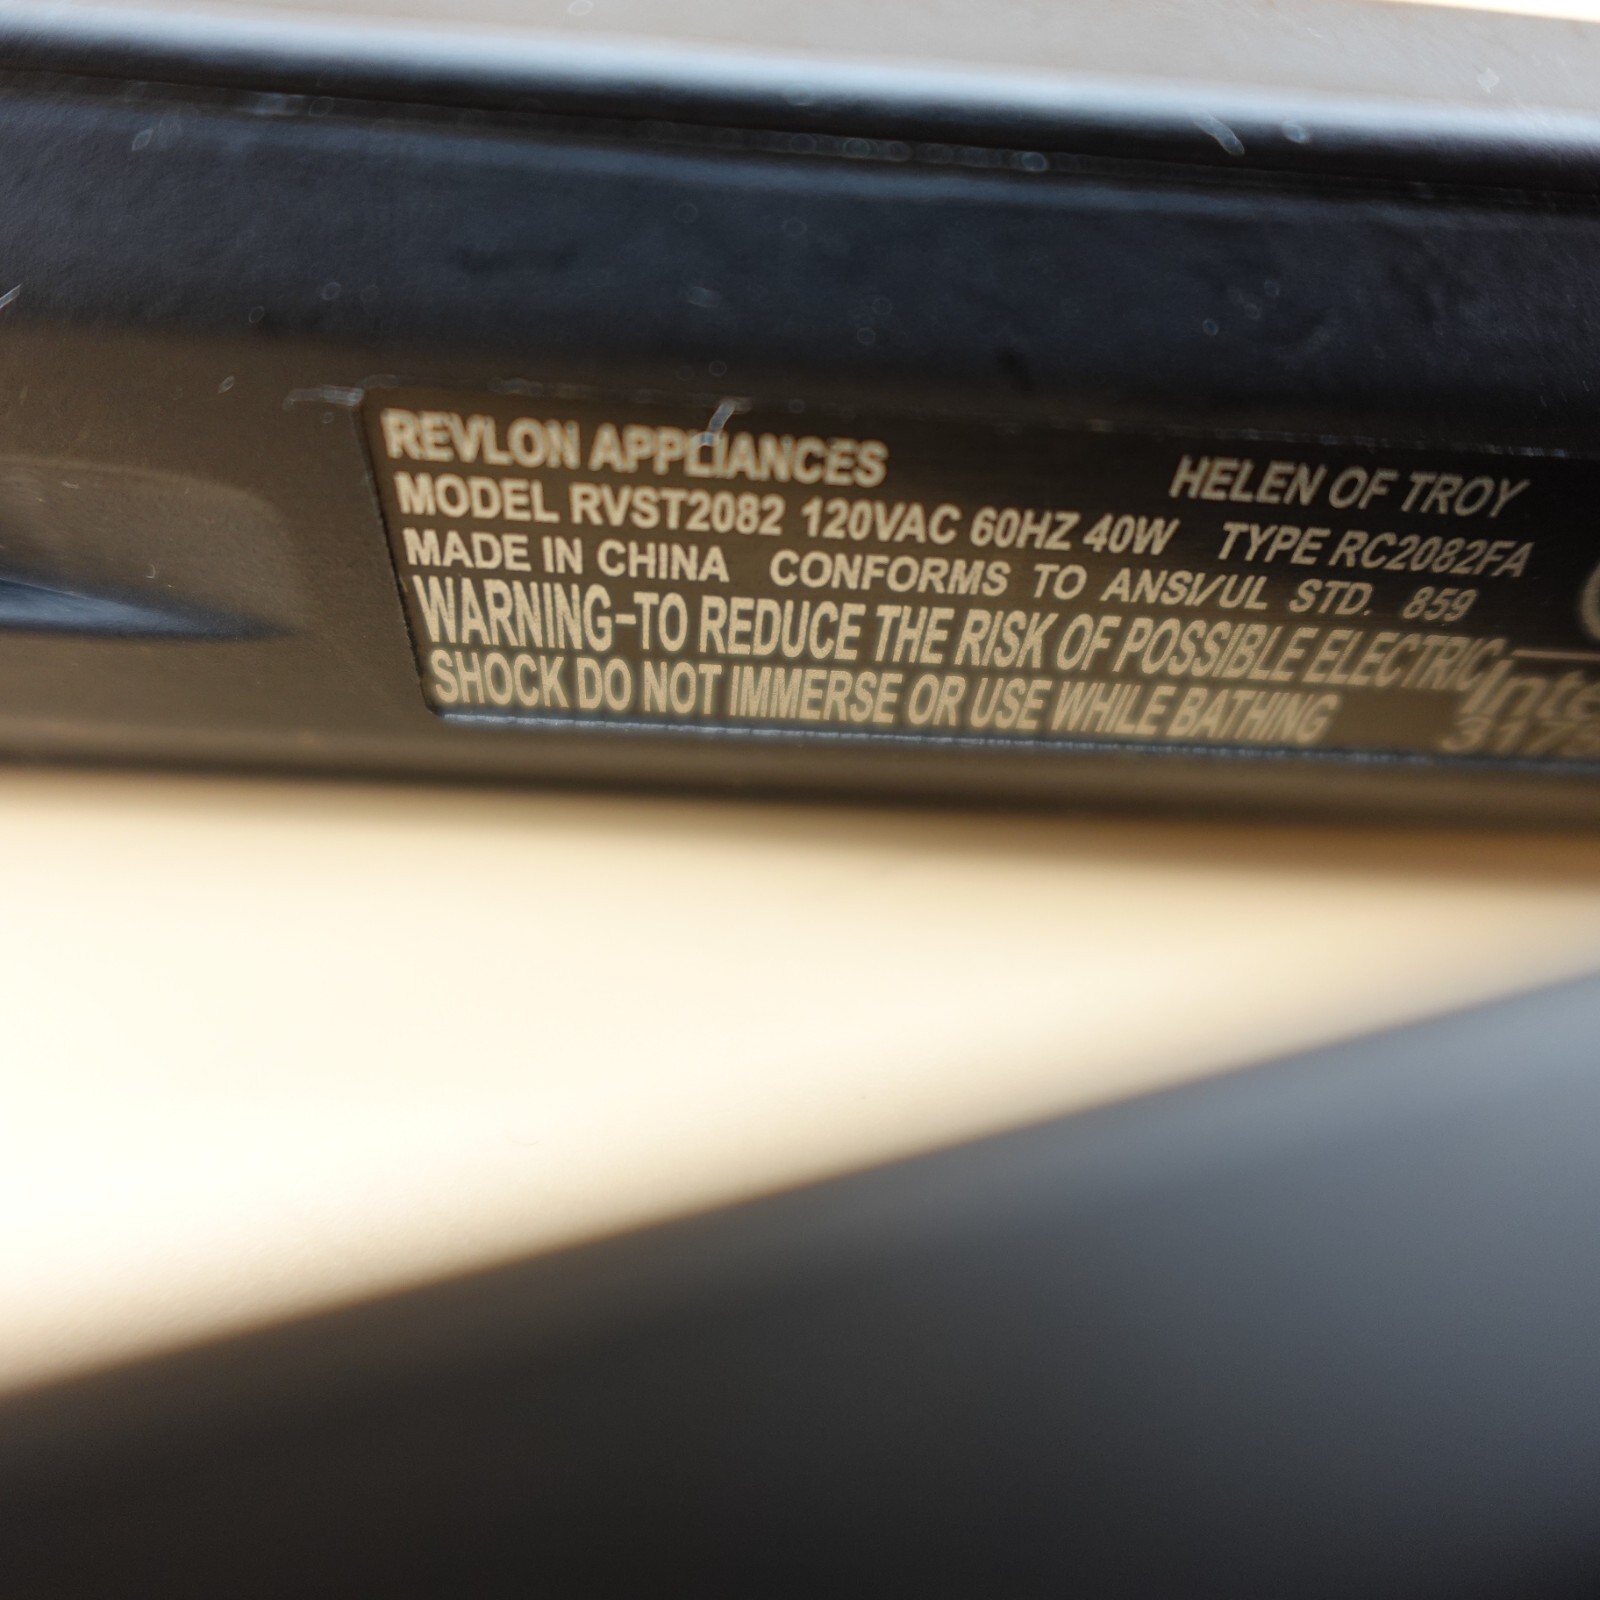 REVLON APPLIANCES HELEN OF TROY
MODEL RVST2082 120VAC 60HZ 40W TYPE RC2082FA
MADE IN CHINA CONFORMS TO ANSI/UL STD. 859
WARNING-TO REDUCE THE RISK OF POSSIBLE ELECTRIC
SHOCK DO NOT IMMERSE OR USE WHILE BATHING